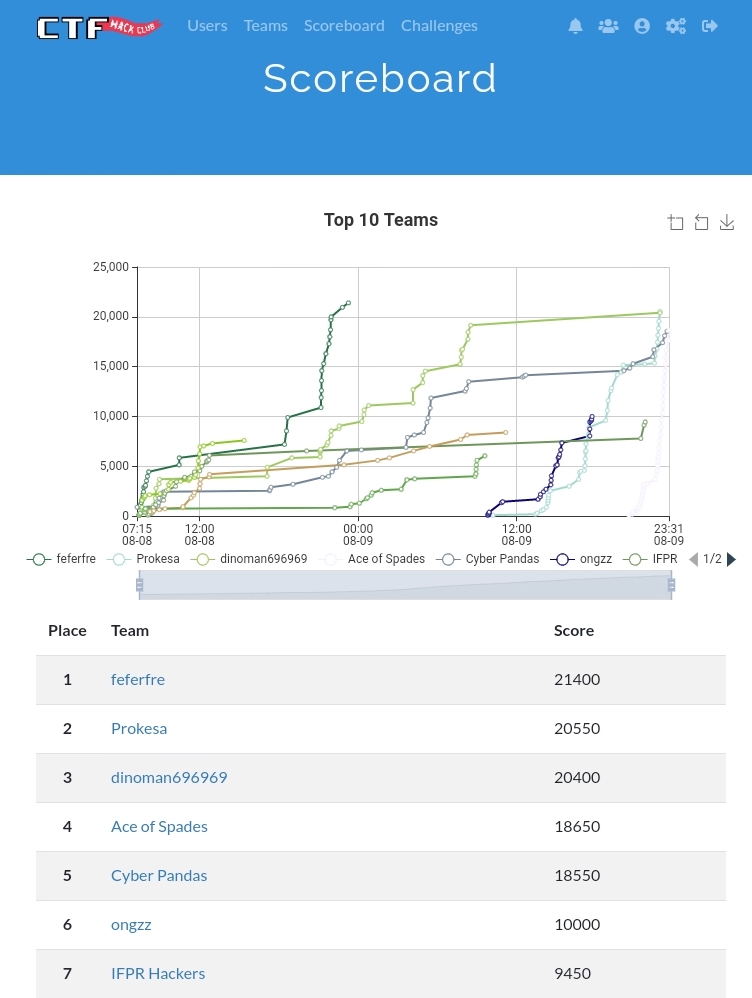 CTF HACK CLUB Users Teams Scoreboard Challenges
Scoreboard
Top 10 Teams
25,000
20,000
15,000
10,000
5,000
0
07:15 12:00 00:00 12:00 23:31
08-08 08-08 08-09 08-09 08-09
feferfre Prokesa dinoman696969 Ace of Spades Cyber Pandas ongzz IFPR 1/2
Place Team Score
1 feferfre 21400
2 Prokesa 20550
3 dinoman696969 20400
4 Ace of Spades 18650
5 Cyber Pandas 18550
6 ongzz 10000
7 IFPR Hackers 9450